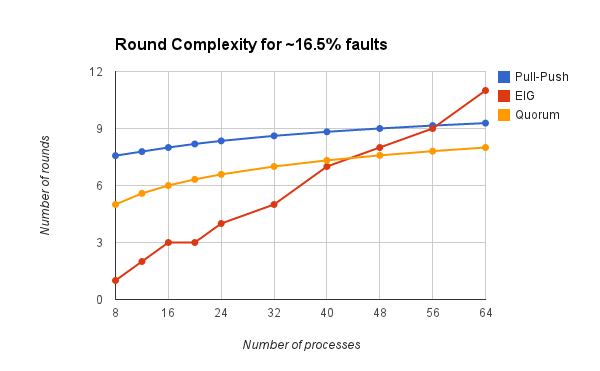 Round Complexity for ~16.5% faults
12
9
6
3
0
Number of rounds
8 16 24 32 40 48 56 64
Number of processes
Pull-Push
EIG
Quorum